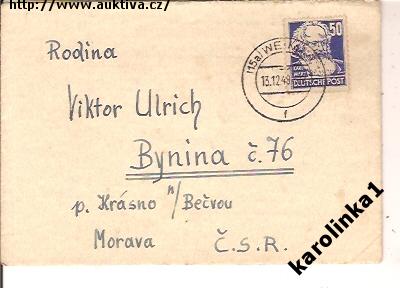 http://www.auktiva.cz/
Rodina
Viktor Ulrich
Bynina č.76
p. Krásno n/Bečvou
Morava Č.S.R.
50
DEUTSCHE POST
13.12.49
f
karolinka1